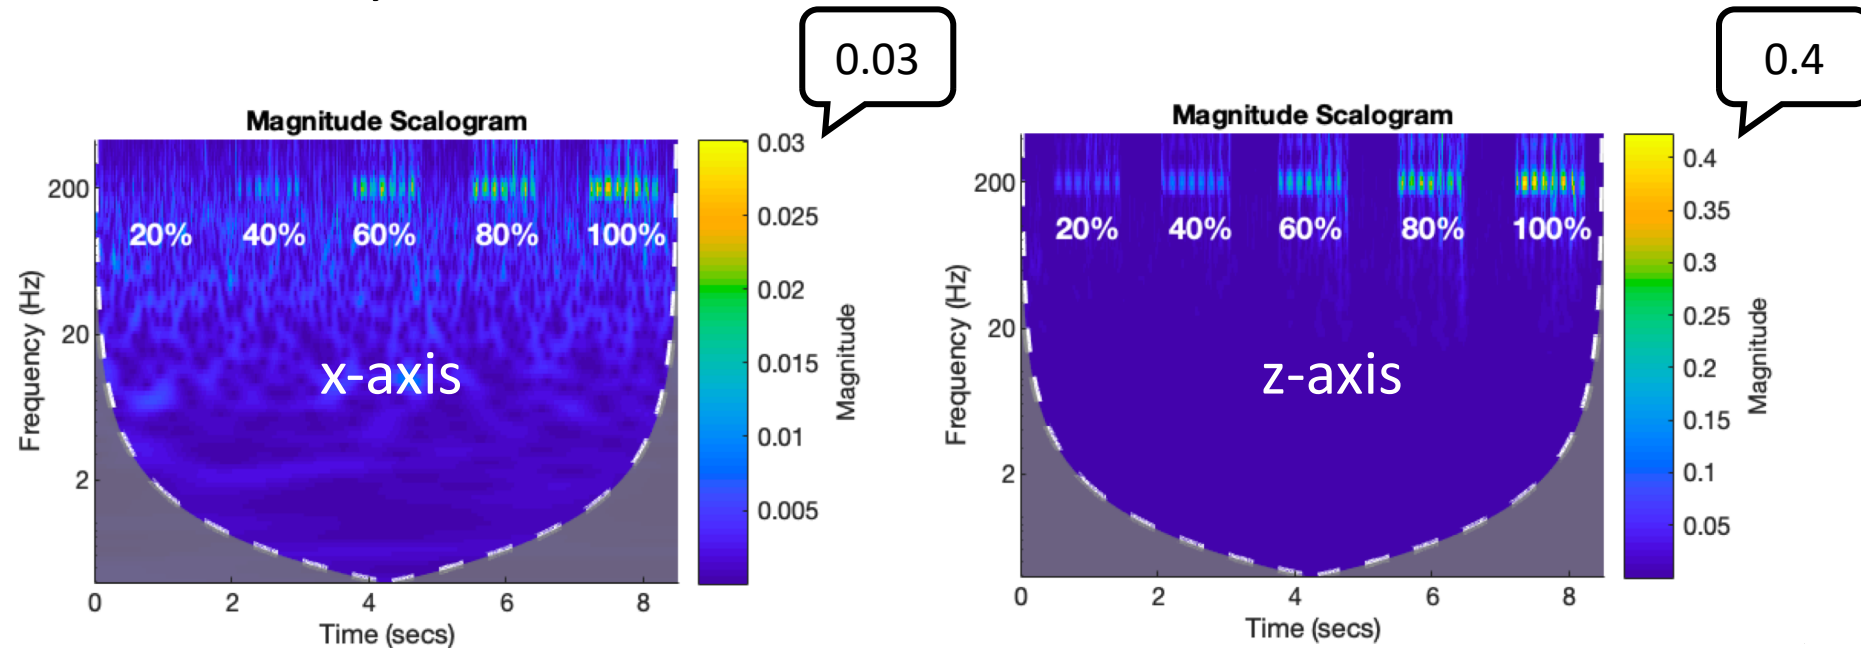 0.03
Magnitude Scalogram
200
20
2
Frequency (Hz)
20% 40% 60% 80% 100%
x-axis
0 2 4 6 8
Time (secs)
0.03
0.025
0.02
0.015
0.01
0.005
Magnitude
0.4
Magnitude Scalogram
200
20
2
Frequency (Hz)
20% 40% 60% 80% 100%
z-axis
0 2 4 6 8
Time (secs)
0.4
0.35
0.3
0.25
0.2
0.15
0.1
0.05
Magnitude